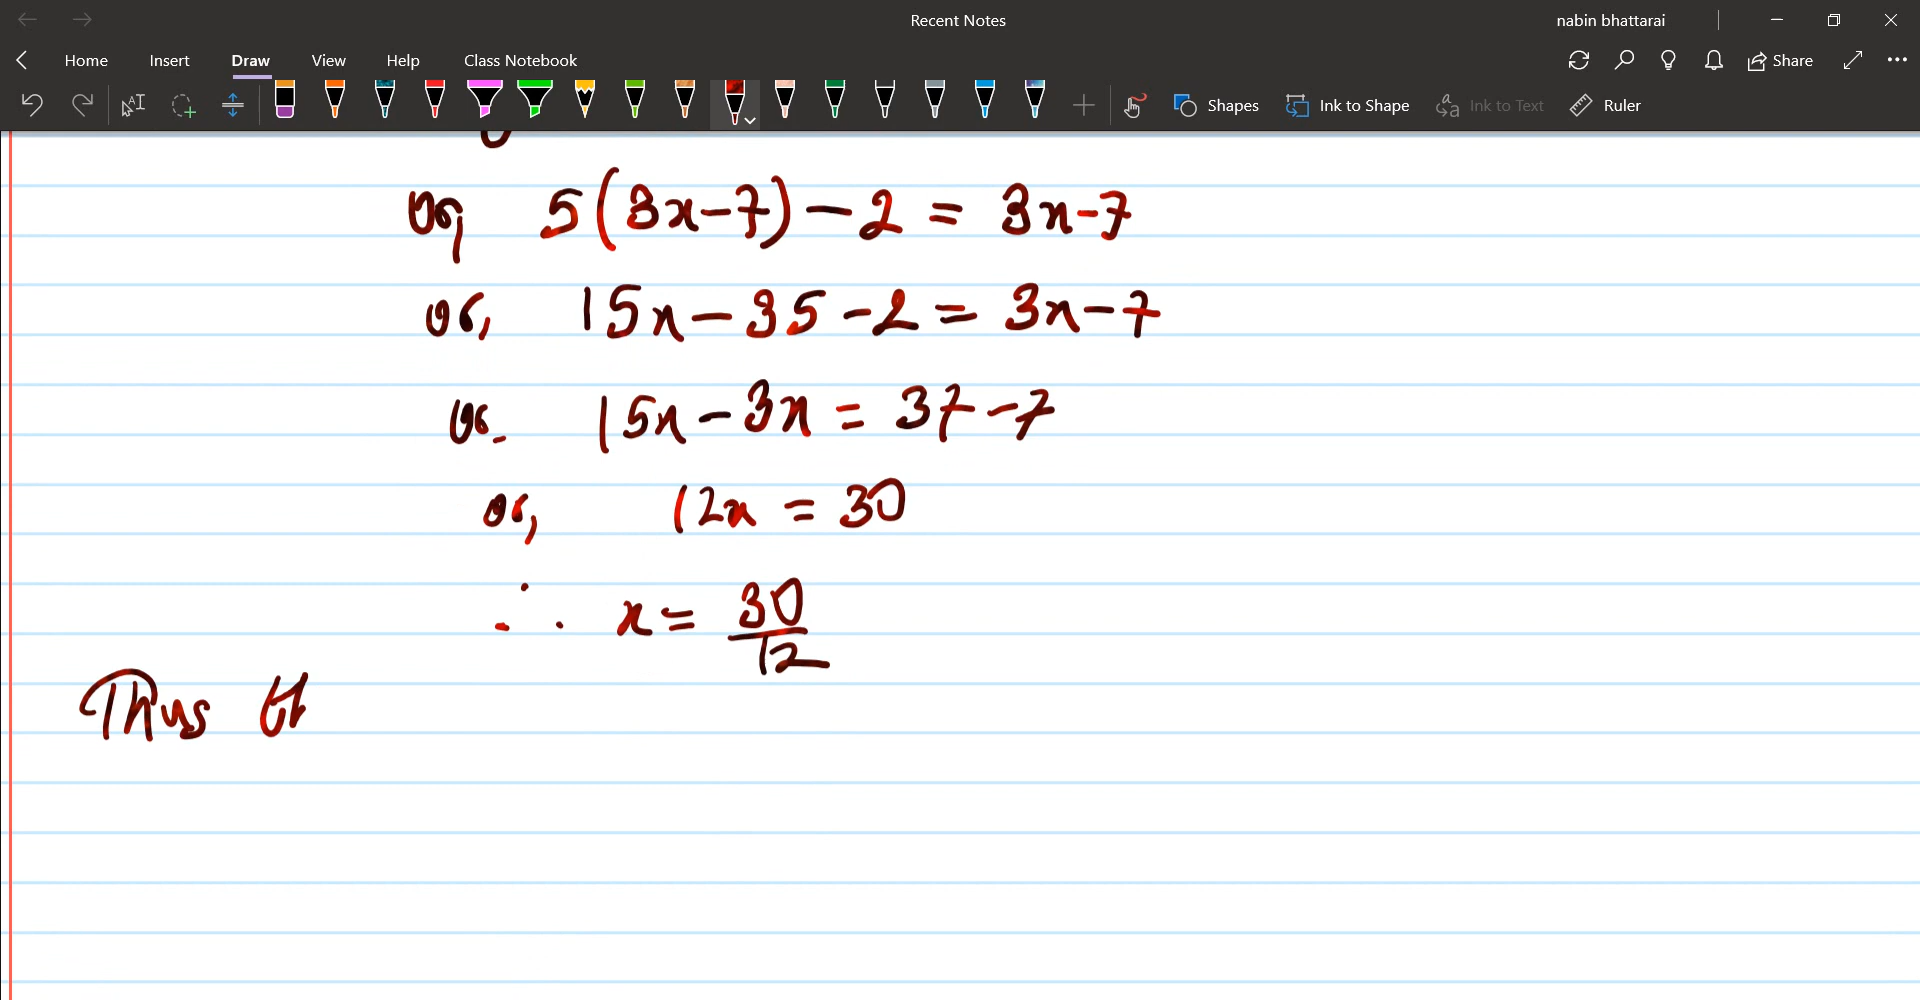 Recent Notes
nabin bhattarai
Home Insert Draw View Help Class Notebook
Share
Shapes Ink to Shape Ink to Text Ruler
or, 5(3x-7)-2 = 3x-7
or, 15x-35-2 = 3x-7
or. 15x-3x = 37-7
or, 12x = 30
∴ x = 30/12
Thus th